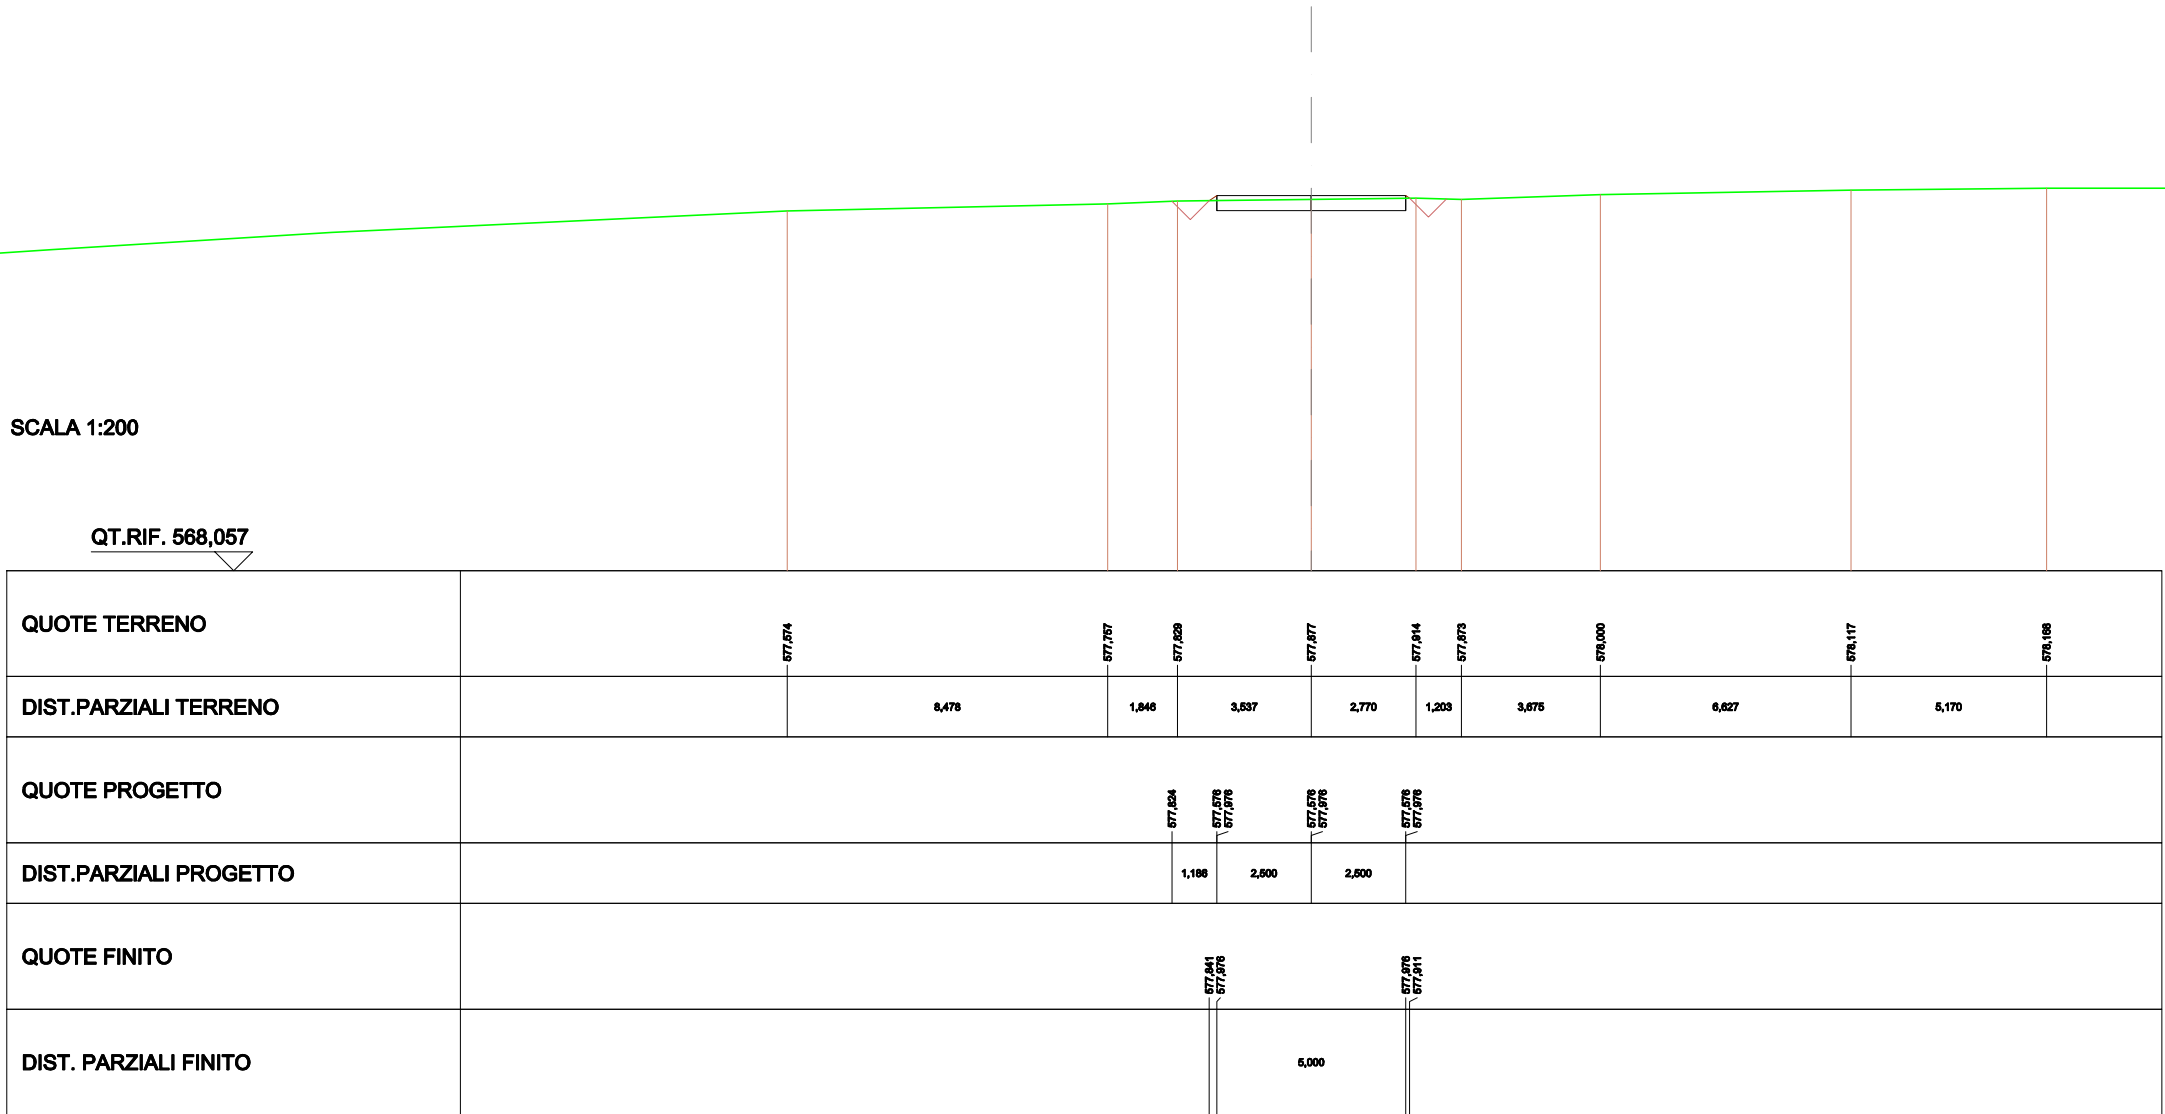 SCALA 1:200
QT.RIF. 568,057
QUOTE TERRENO
577,574 577,757 577,829 577,877 577,914 577,873 578,000 578,117 578,168
DIST.PARZIALI TERRENO
8,478 1,846 3,537 2,770 1,203 3,675 6,627 5,170
QUOTE PROGETTO
577,824 577,576 577,976 577,576 577,976 577,576 577,976
DIST.PARZIALI PROGETTO
1,186 2,500 2,500
QUOTE FINITO
577,841 577,976 577,976 577,911
DIST. PARZIALI FINITO
5,000